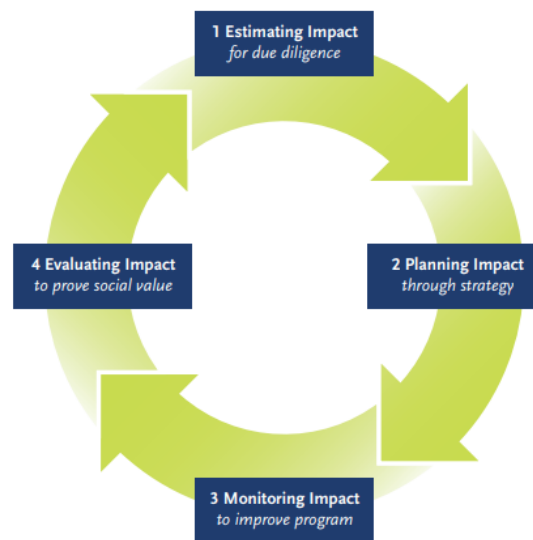 1 Estimating Impact
for due diligence
2 Planning Impact
through strategy
3 Monitoring Impact
to improve program
4 Evaluating Impact
to prove social value